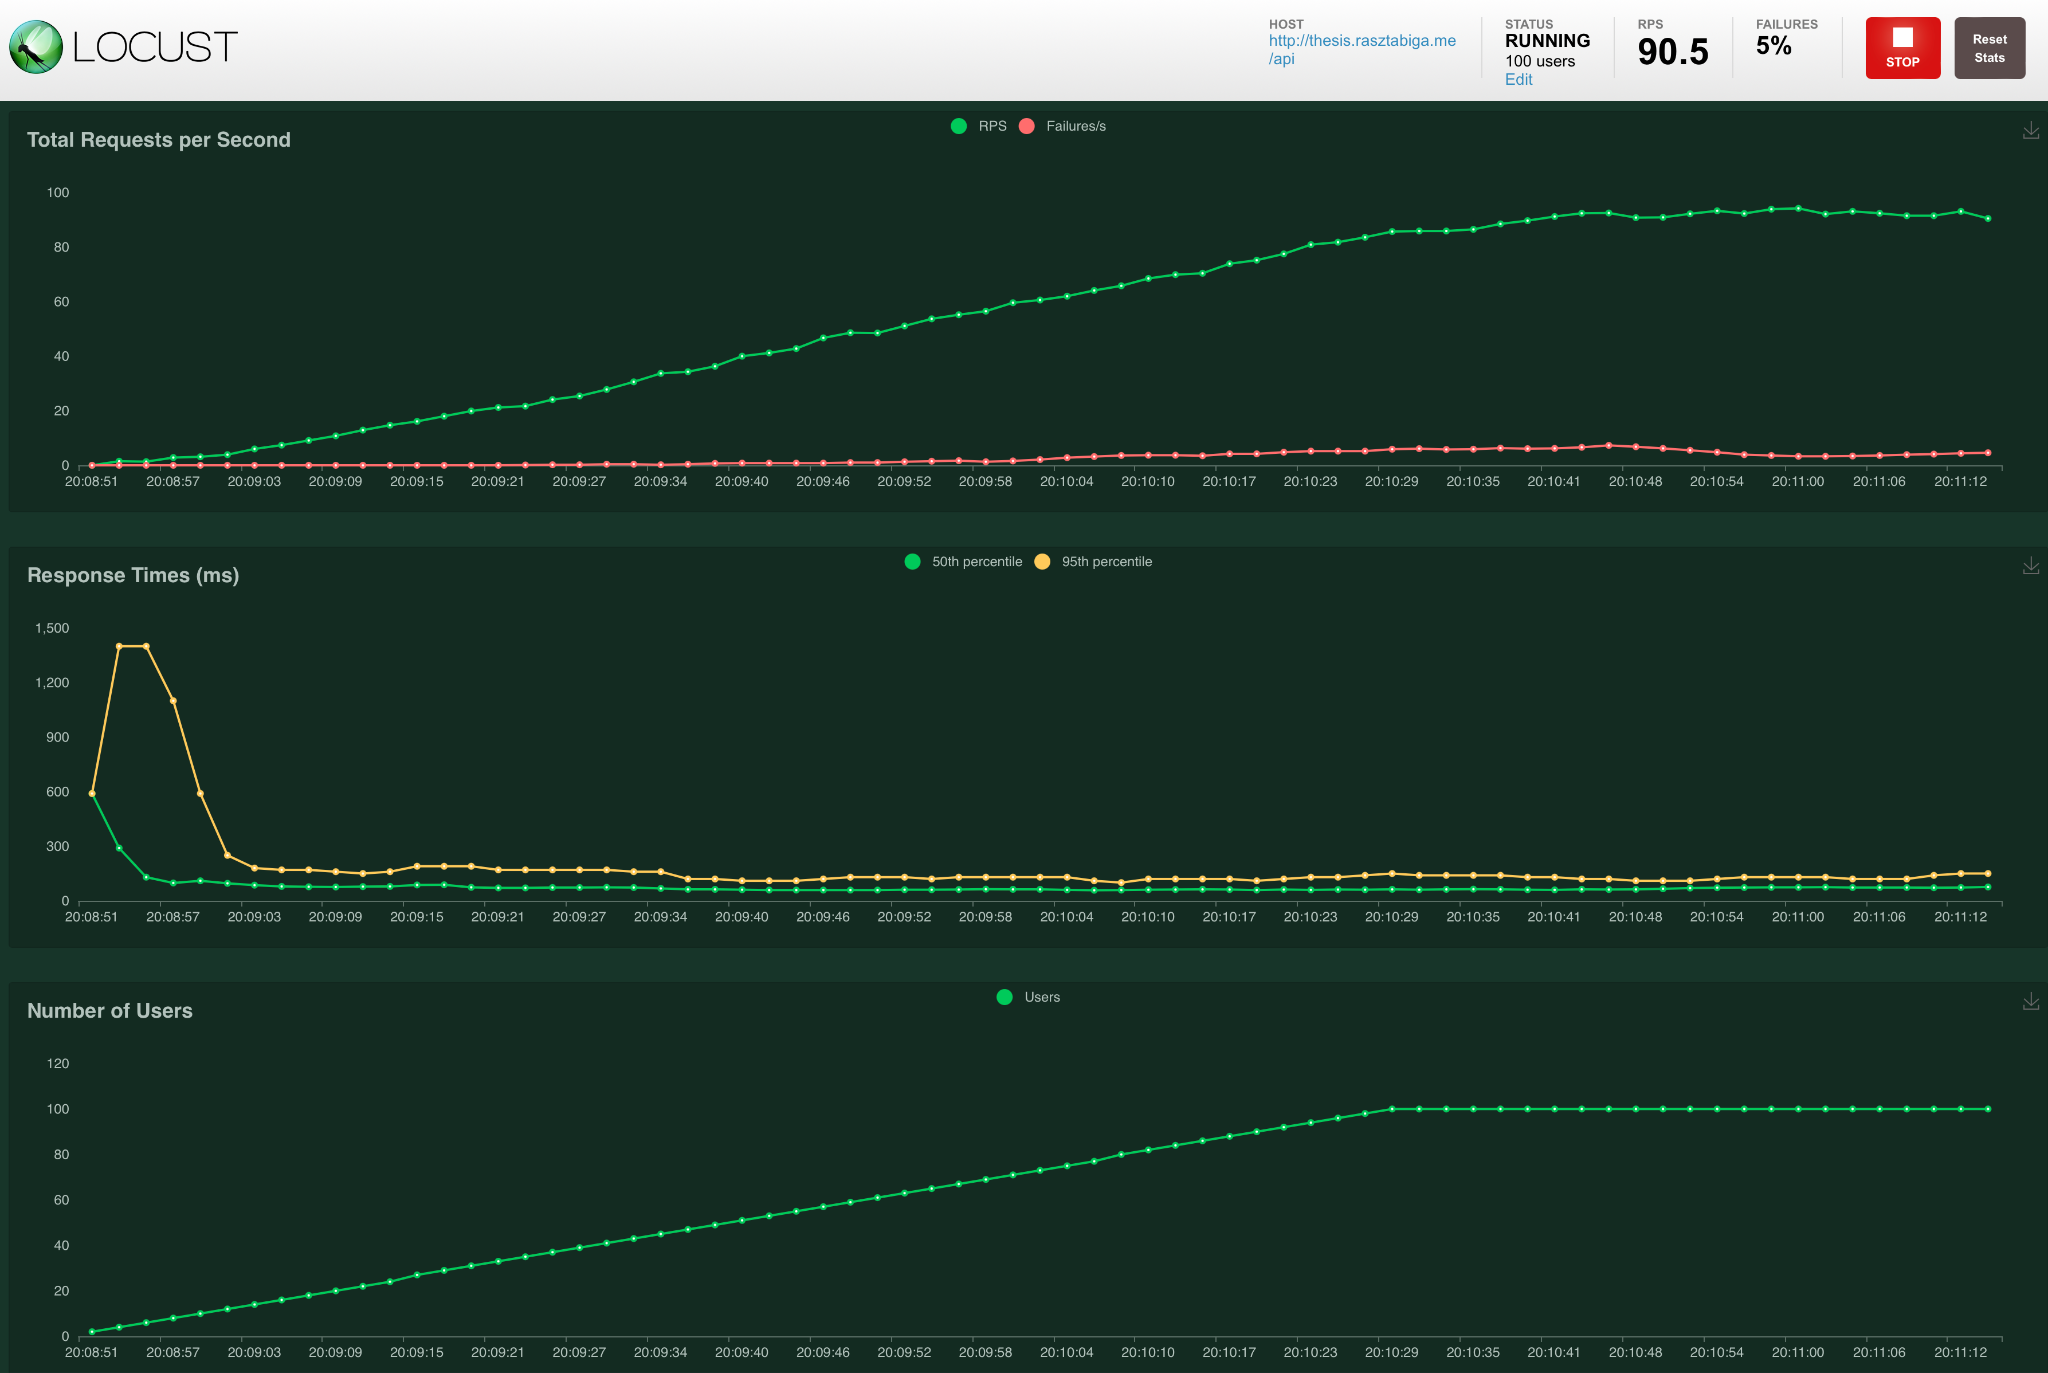 LOCUST
HOST
http://thesis.rasztabiga.me
/api
STATUS
RUNNING
100 users
Edit
RPS
90.5
FAILURES
5%
STOP
Reset
Stats
Total Requests per Second
RPS Failures/s
100
80
60
40
20
0
20:08:51 20:08:57 20:09:03 20:09:09 20:09:15 20:09:21 20:09:27 20:09:34 20:09:40 20:09:46 20:09:52 20:09:58 20:10:04 20:10:10 20:10:17 20:10:23 20:10:29 20:10:35 20:10:41 20:10:48 20:10:54 20:11:00 20:11:06 20:11:12
Response Times (ms)
50th percentile 95th percentile
1,500
1,200
900
600
300
0
20:08:51 20:08:57 20:09:03 20:09:09 20:09:15 20:09:21 20:09:27 20:09:34 20:09:40 20:09:46 20:09:52 20:09:58 20:10:04 20:10:10 20:10:17 20:10:23 20:10:29 20:10:35 20:10:41 20:10:48 20:10:54 20:11:00 20:11:06 20:11:12
Number of Users
Users
120
100
80
60
40
20
0
20:08:51 20:08:57 20:09:03 20:09:09 20:09:15 20:09:21 20:09:27 20:09:34 20:09:40 20:09:46 20:09:52 20:09:58 20:10:04 20:10:10 20:10:17 20:10:23 20:10:29 20:10:35 20:10:41 20:10:48 20:10:54 20:11:00 20:11:06 20:11:12